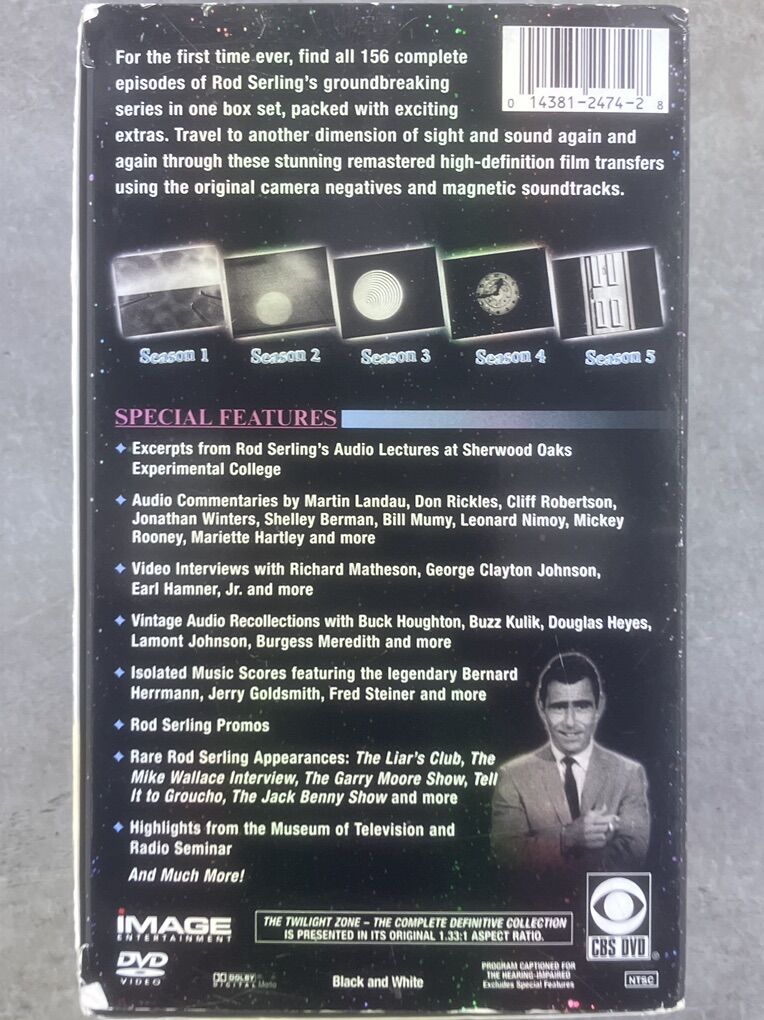 For the first time ever, find all 156 complete
episodes of Rod Serling's groundbreaking
series in one box set, packed with exciting
extras. Travel to another dimension of sight and sound again and
again through these stunning remastered high-definition film transfers
using the original camera negatives and magnetic soundtracks.
0 14381-2474-2 8
Season 1 Season 2 Season 3 Season 4 Season 5
SPECIAL FEATURES
Excerpts from Rod Serling's Audio Lectures at Sherwood Oaks
Experimental College
Audio Commentaries by Martin Landau, Don Rickles, Cliff Robertson,
Jonathan Winters, Shelley Berman, Bill Mumy, Leonard Nimoy, Mickey
Rooney, Mariette Hartley and more
Video Interviews with Richard Matheson, George Clayton Johnson,
Earl Hamner, Jr. and more
Vintage Audio Recollections with Buck Houghton, Buzz Kulik, Douglas Heyes,
Lamont Johnson, Burgess Meredith and more
Isolated Music Scores featuring the legendary Bernard
Herrmann, Jerry Goldsmith, Fred Steiner and more
Rod Serling Promos
Rare Rod Serling Appearances: The Liar's Club, The
Mike Wallace Interview, The Garry Moore Show, Tell
It to Groucho, The Jack Benny Show and more
Highlights from the Museum of Television and
Radio Seminar
And Much More!
iMAGE
ENTERTAINMENT
THE TWILIGHT ZONE – THE COMPLETE DEFINITIVE COLLECTION
IS PRESENTED IN ITS ORIGINAL 1.33:1 ASPECT RATIO.
CBS DVD
DVD
VIDEO
DOLBY
DIGITAL Mono
Black and White
PROGRAM CAPTIONED FOR
THE HEARING-IMPAIRED
Excludes Special Features
NTSC